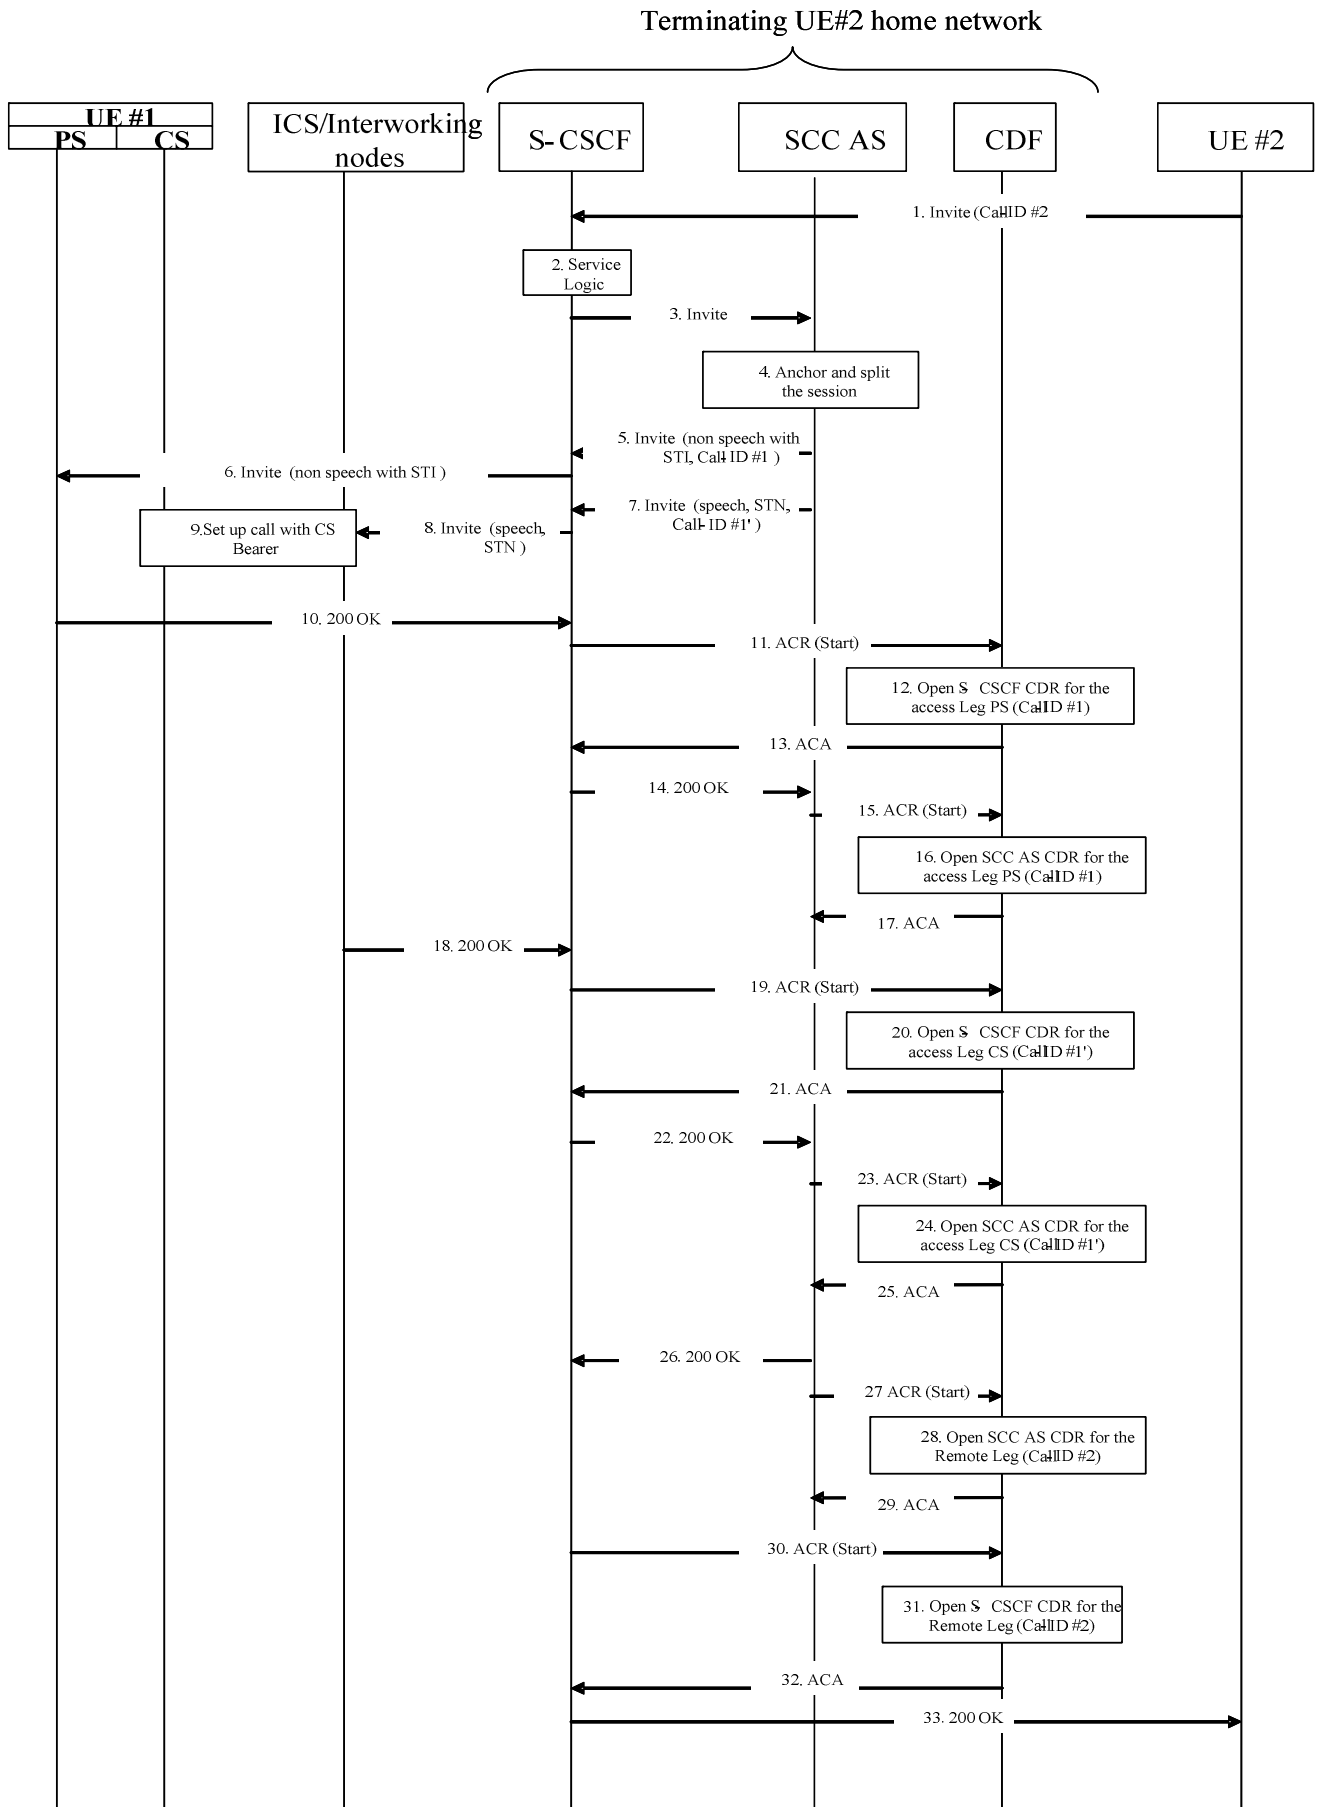 Terminating UE#2 home network
UE #1
PS
CS
ICS/Interworking
nodes
S-CSCF
SCC AS
CDF
UE #2
1. Invite (Call-ID #2
2. Service
Logic
3. Invite
4. Anchor and split
the session
5. Invite (non speech with
STI, Call-ID #1 )
6. Invite (non speech with STI )
7. Invite (speech, STN,
Call-ID #1' )
8. Invite (speech,
STN )
9.Set up call with CS
Bearer
10. 200 OK
11. ACR (Start)
12. Open S-CSCF CDR for the
access Leg PS (Call-ID #1)
13. ACA
14. 200 OK
15. ACR (Start)
16. Open SCC AS CDR for the
access Leg PS (Call-ID #1)
17. ACA
18. 200 OK
19. ACR (Start)
20. Open S-CSCF CDR for the
access Leg CS (Call-ID #1')
21. ACA
22. 200 OK
23. ACR (Start)
24. Open SCC AS CDR for the
access Leg CS (Call-ID #1')
25. ACA
26. 200 OK
27 ACR (Start)
28. Open SCC AS CDR for the
Remote Leg (Call-ID #2)
29. ACA
30. ACR (Start)
31. Open S-CSCF CDR for the
Remote Leg (Call-ID #2)
32. ACA
33. 200 OK